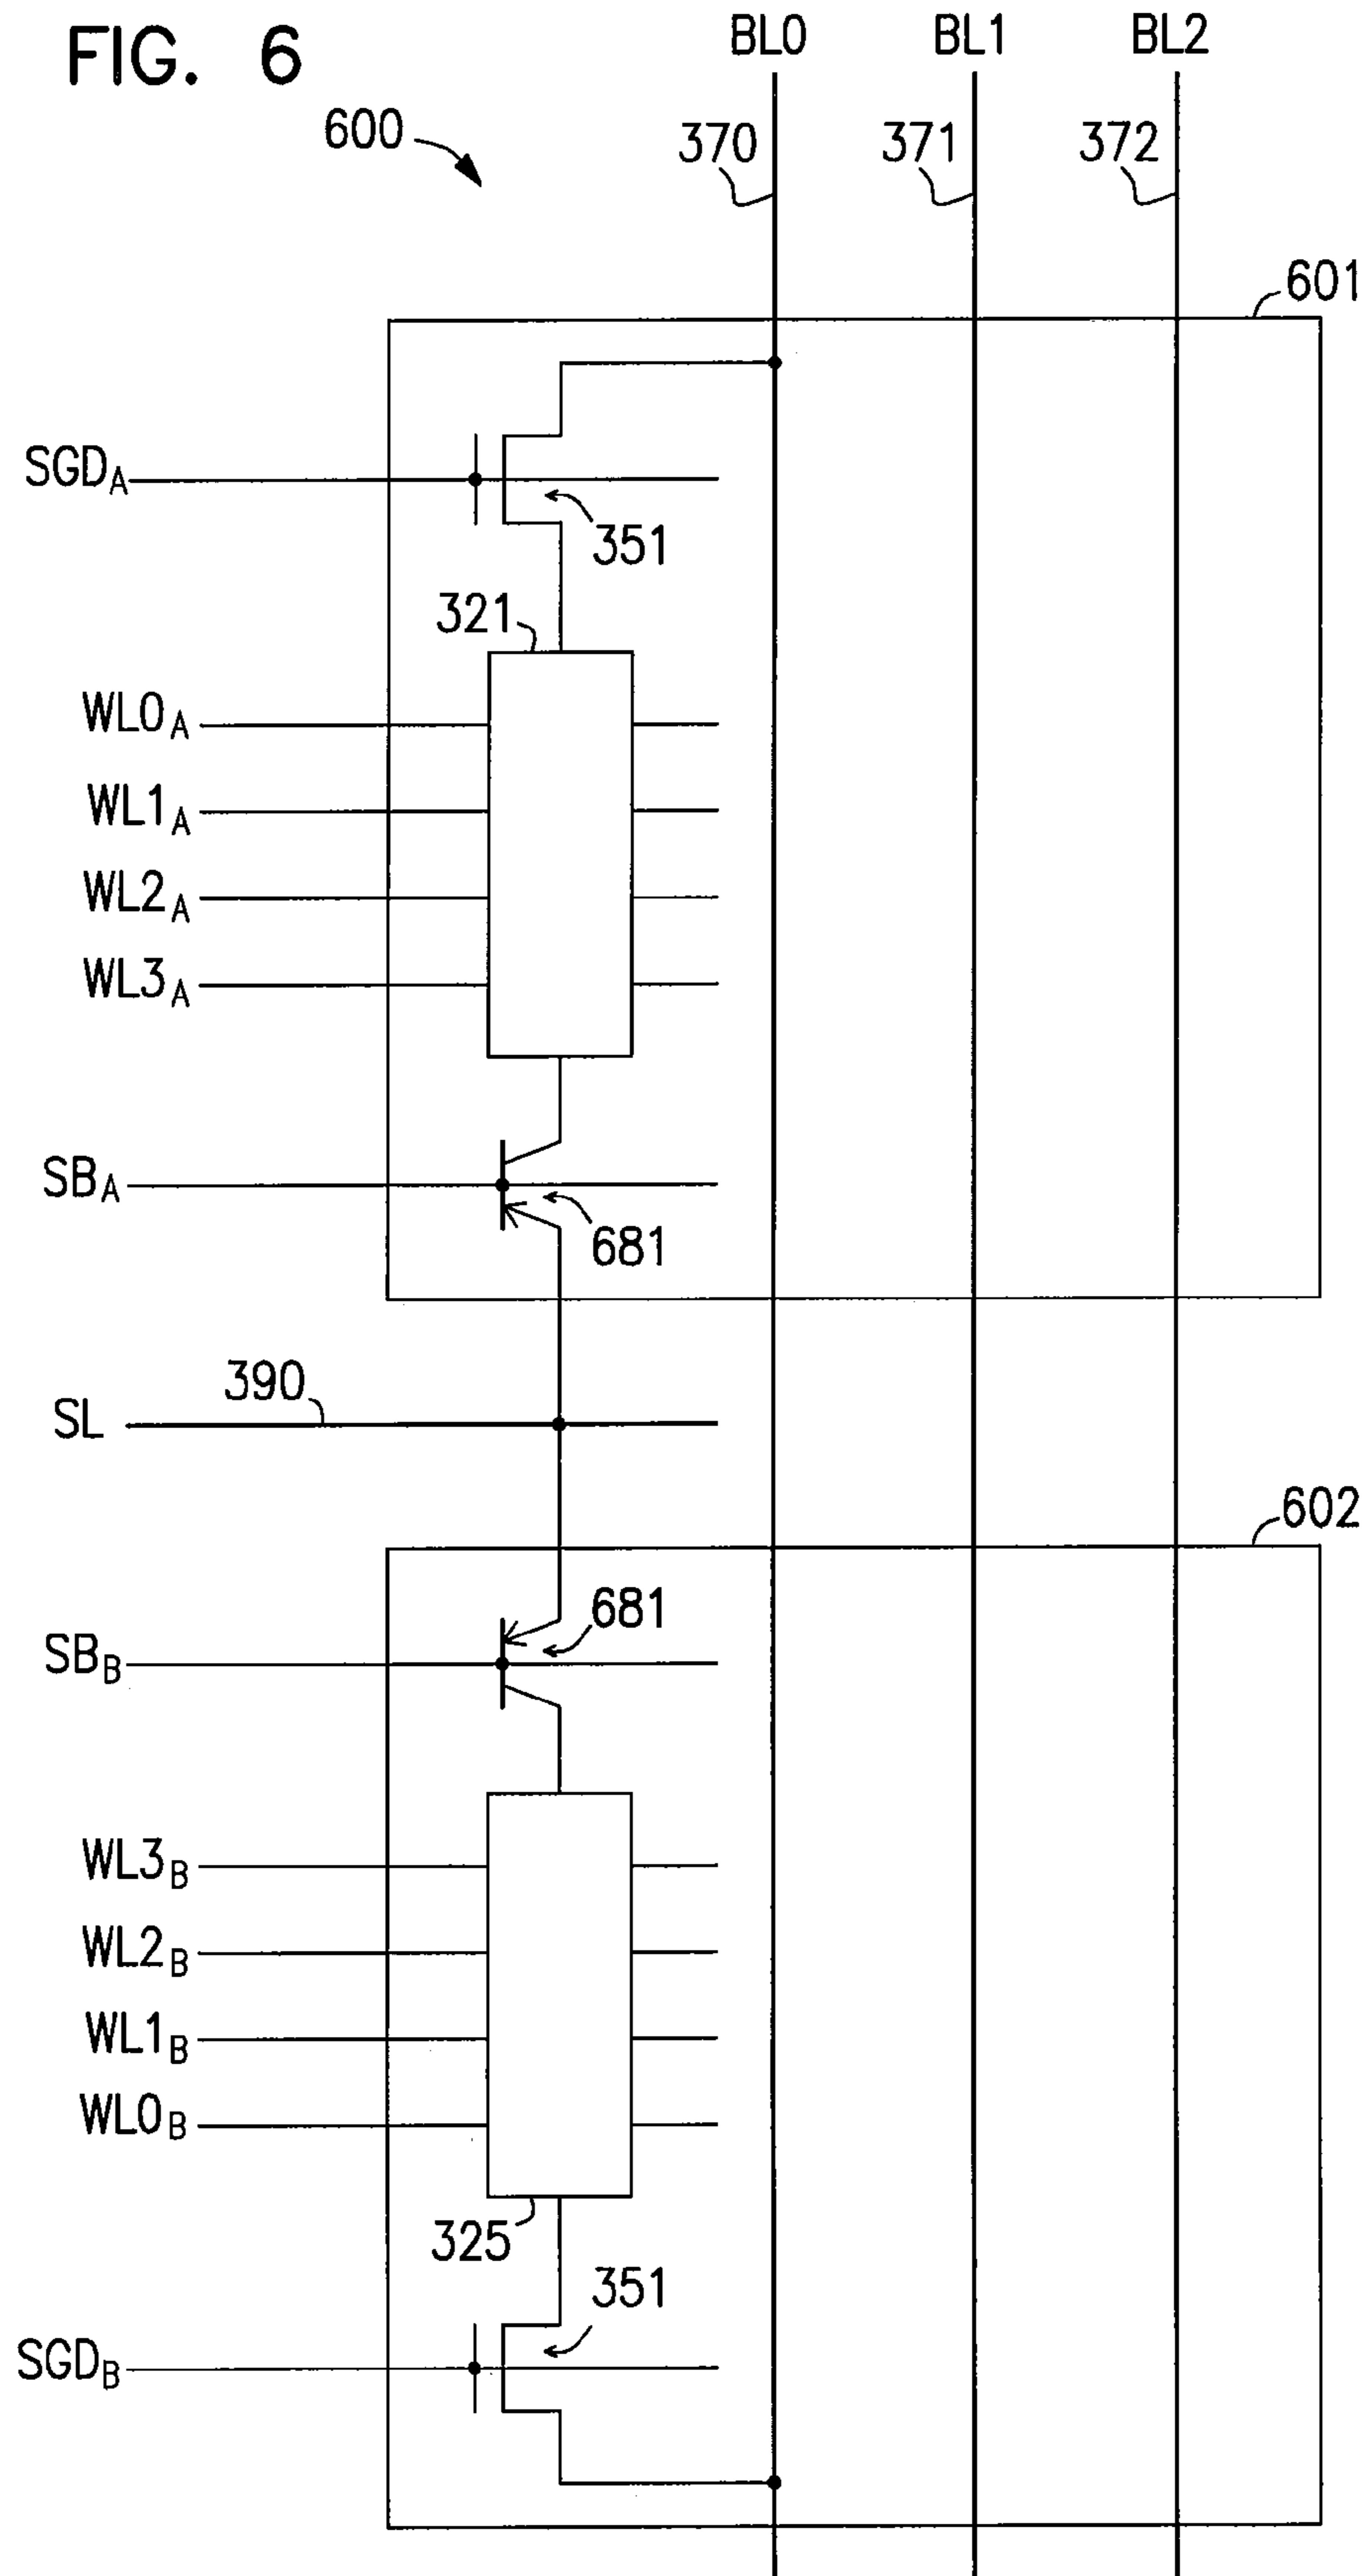 FIG. 6
BL0 BL1 BL2
600 370 371 372
601
SGDA
351
321
WL0A
WL1A
WL2A
WL3A
SBA
681
390
SL
602
681
SBB
WL3B
WL2B
WL1B
WL0B
325
351
SGDB